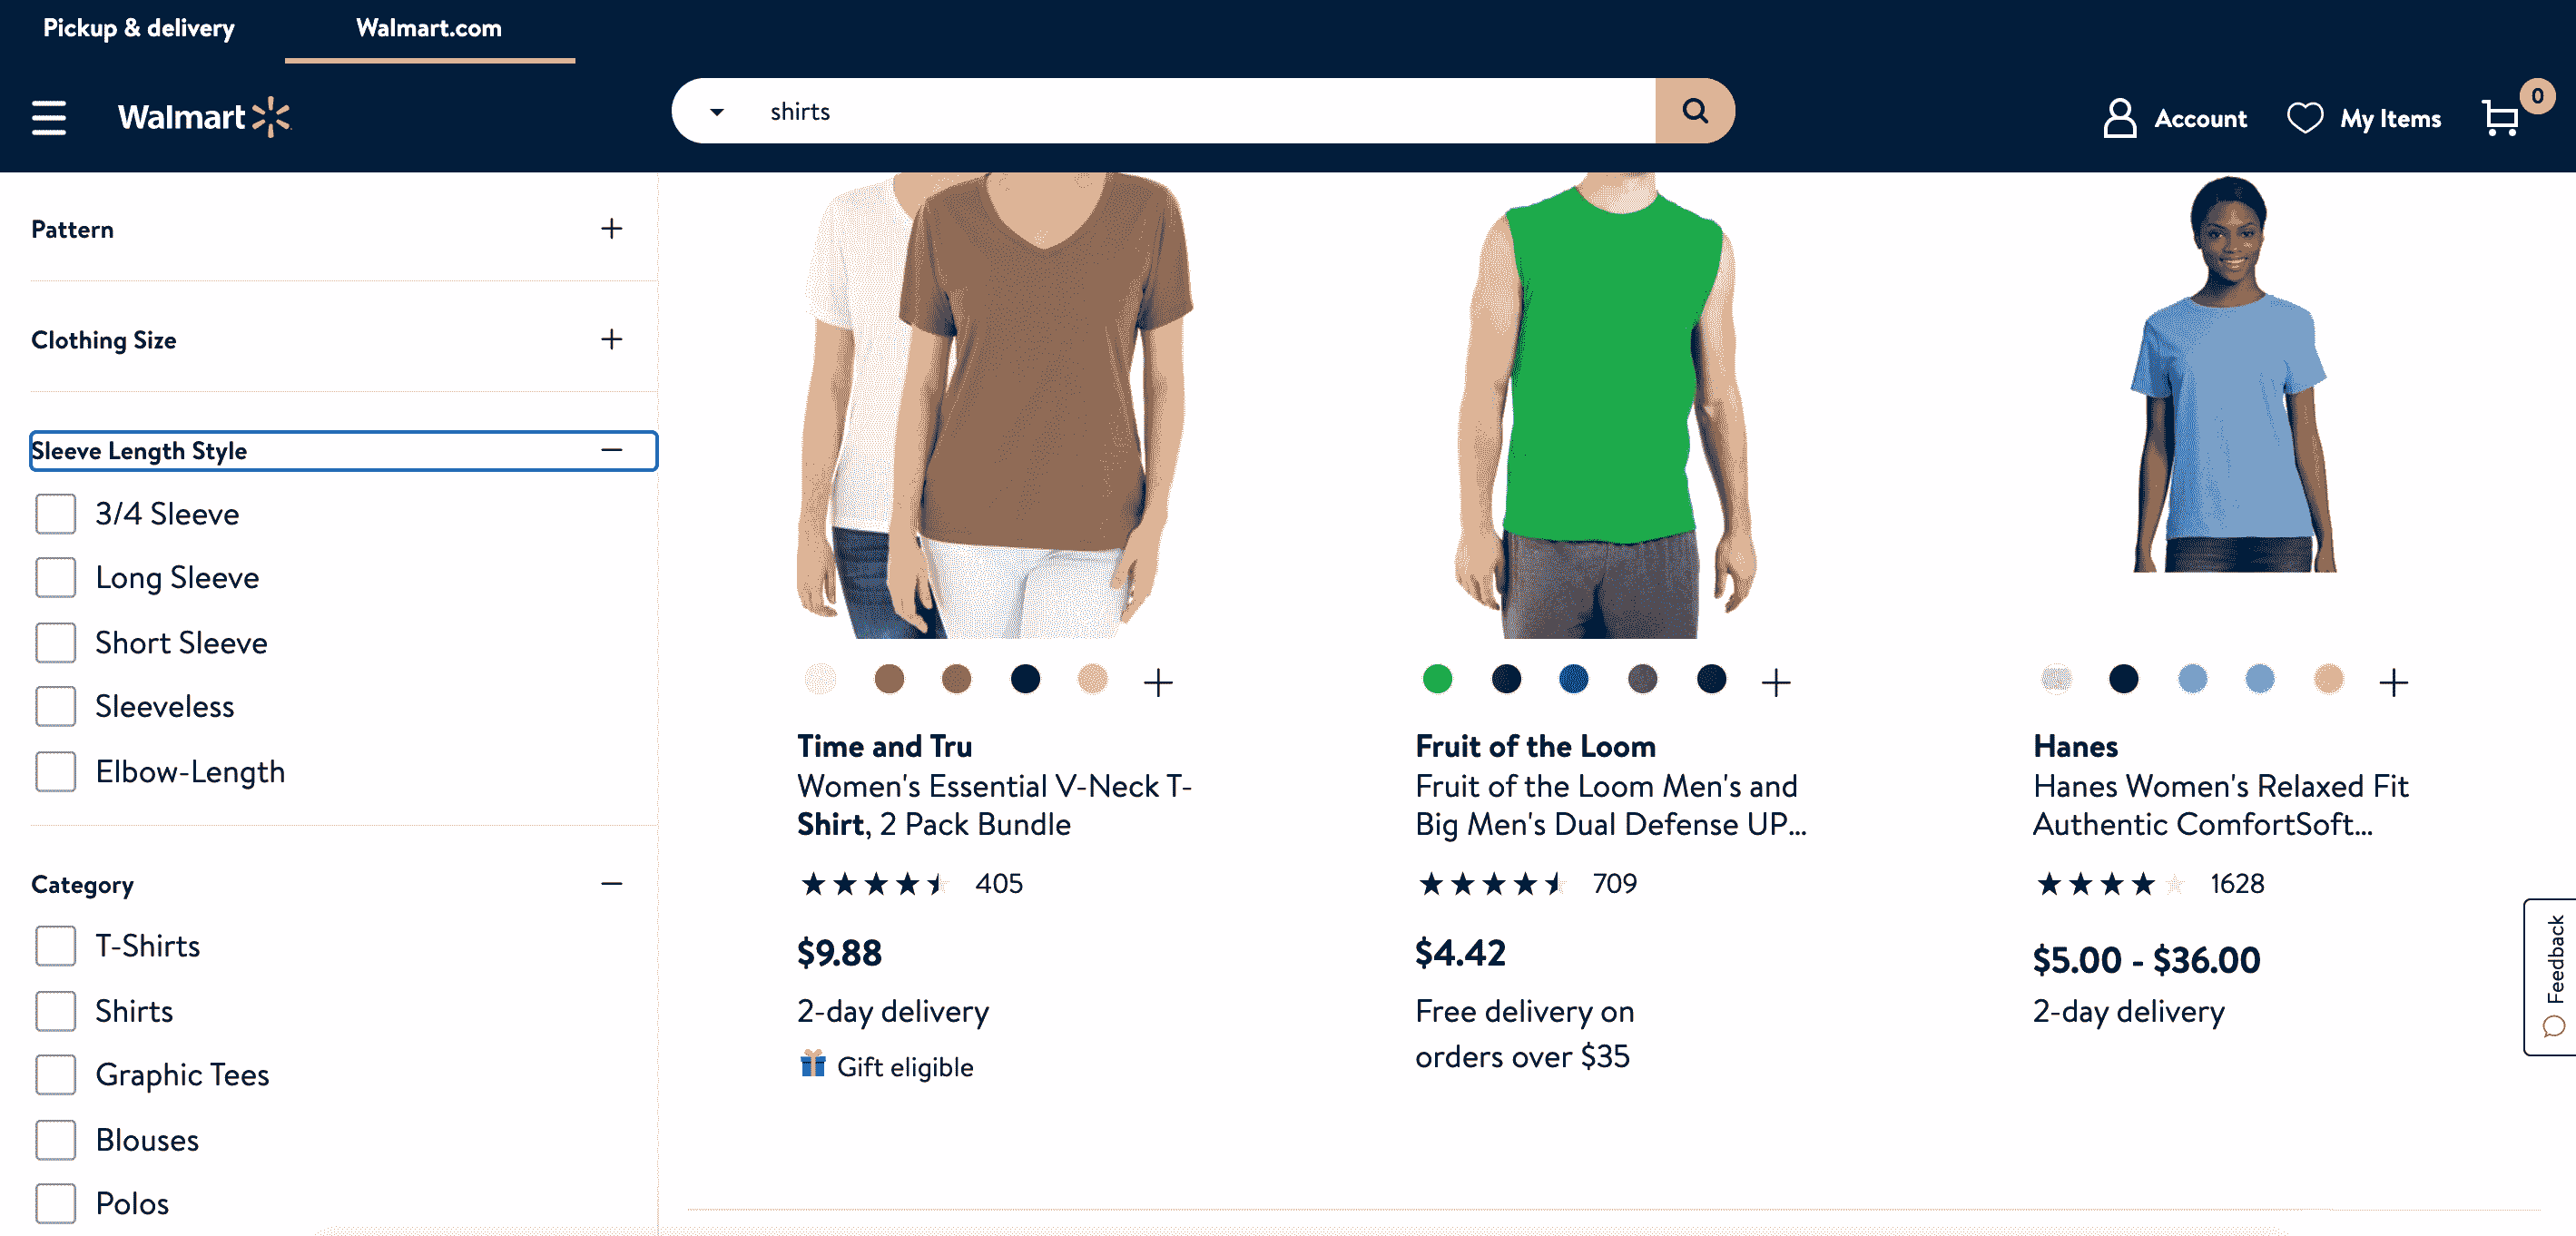 Pickup & delivery
Walmart.com
Walmart
shirts
Account
My Items
0
Pattern
Clothing Size
Sleeve Length Style
3/4 Sleeve
Long Sleeve
Short Sleeve
Sleeveless
Elbow-Length
Category
T-Shirts
Shirts
Graphic Tees
Blouses
Polos
Time and Tru
Women's Essential V-Neck T-
Shirt, 2 Pack Bundle
405
$9.88
2-day delivery
Gift eligible
Fruit of the Loom
Fruit of the Loom Men's and
Big Men's Dual Defense UP...
709
$4.42
Free delivery on
orders over $35
Hanes
Hanes Women's Relaxed Fit
Authentic ComfortSoft...
1628
$5.00 - $36.00
2-day delivery
Feedback